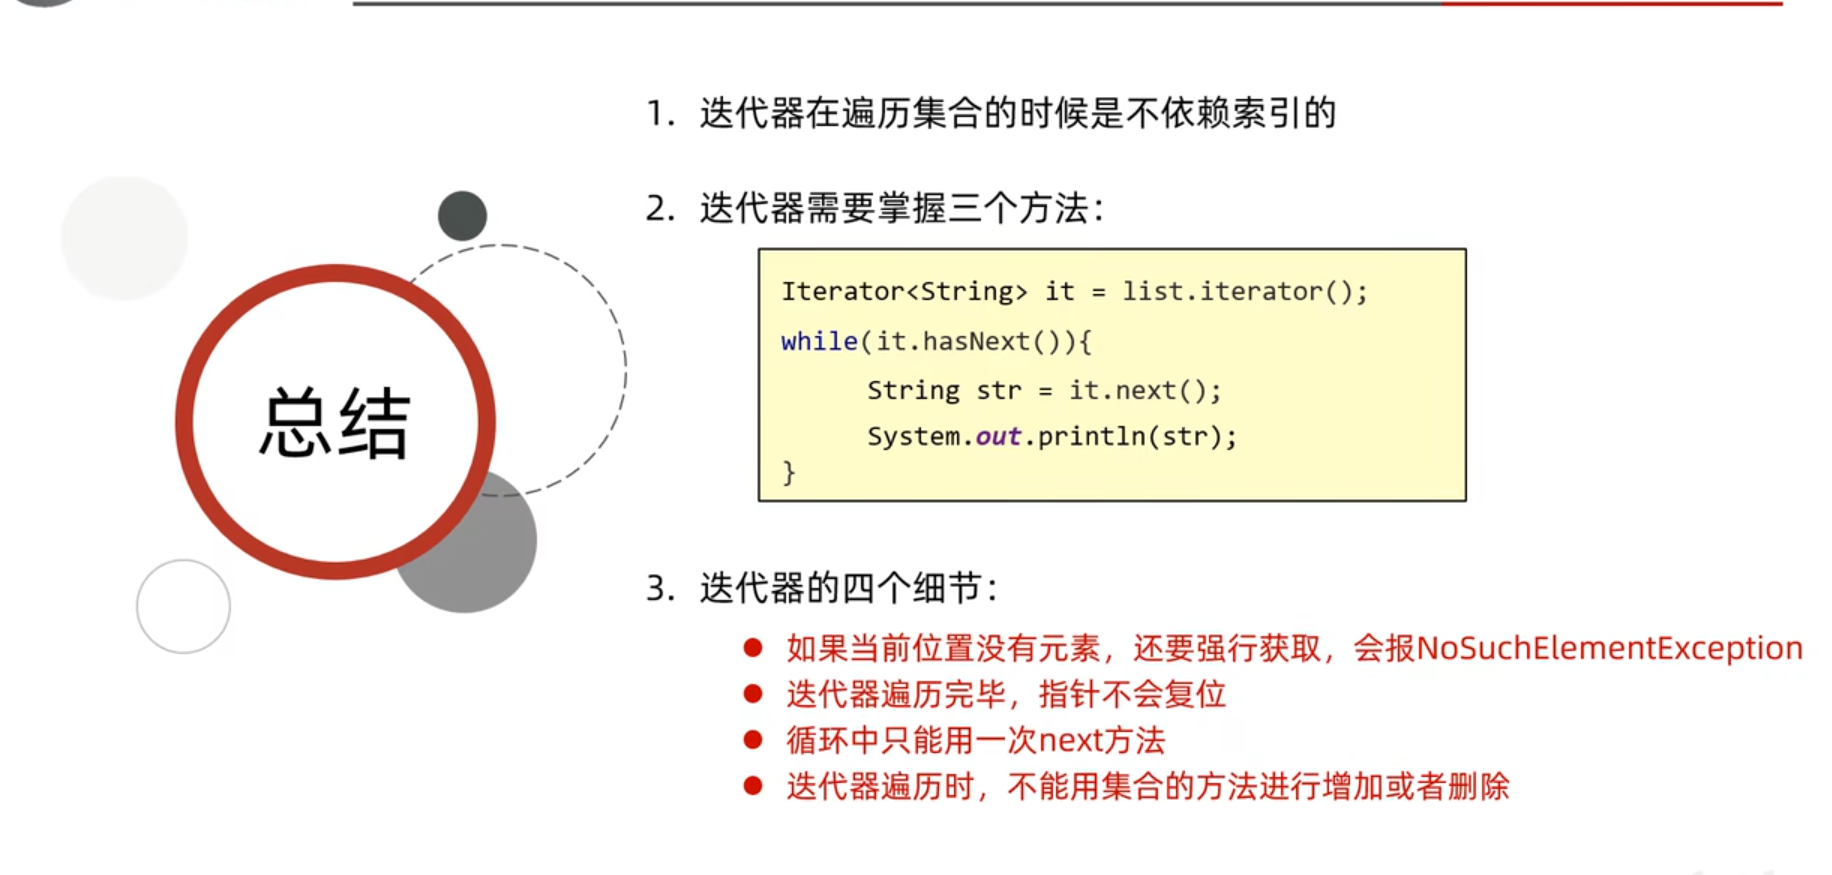 总结
1. 迭代器在遍历集合的时候是不依赖索引的
2. 迭代器需要掌握三个方法：
Iterator<String> it = list.iterator();
while(it.hasNext()){
String str = it.next();
System.out.println(str);
}
3. 迭代器的四个细节：
● 如果当前位置没有元素，还要强行获取，会报NoSuchElementException
● 迭代器遍历完毕，指针不会复位
● 循环中只能用一次next方法
● 迭代器遍历时，不能用集合的方法进行增加或者删除